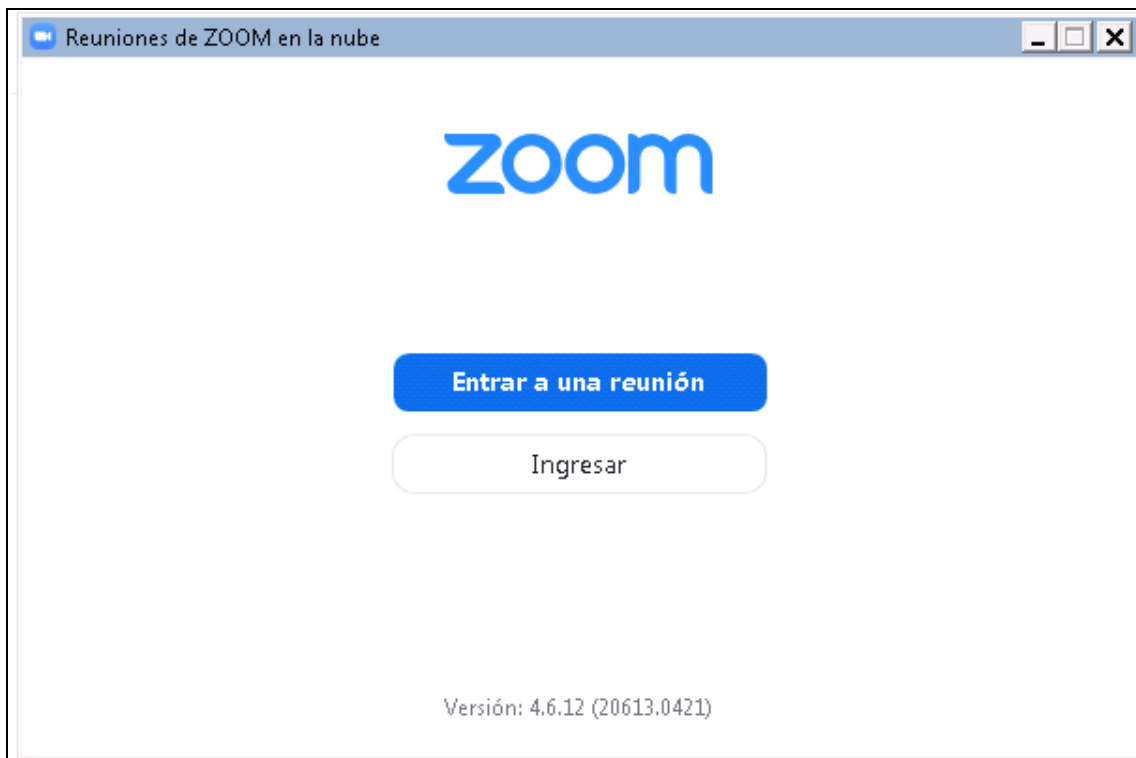 Reuniones de ZOOM en la nube
zoom
Entrar a una reunión
Ingresar
Versión: 4.6.12 (20613.0421)